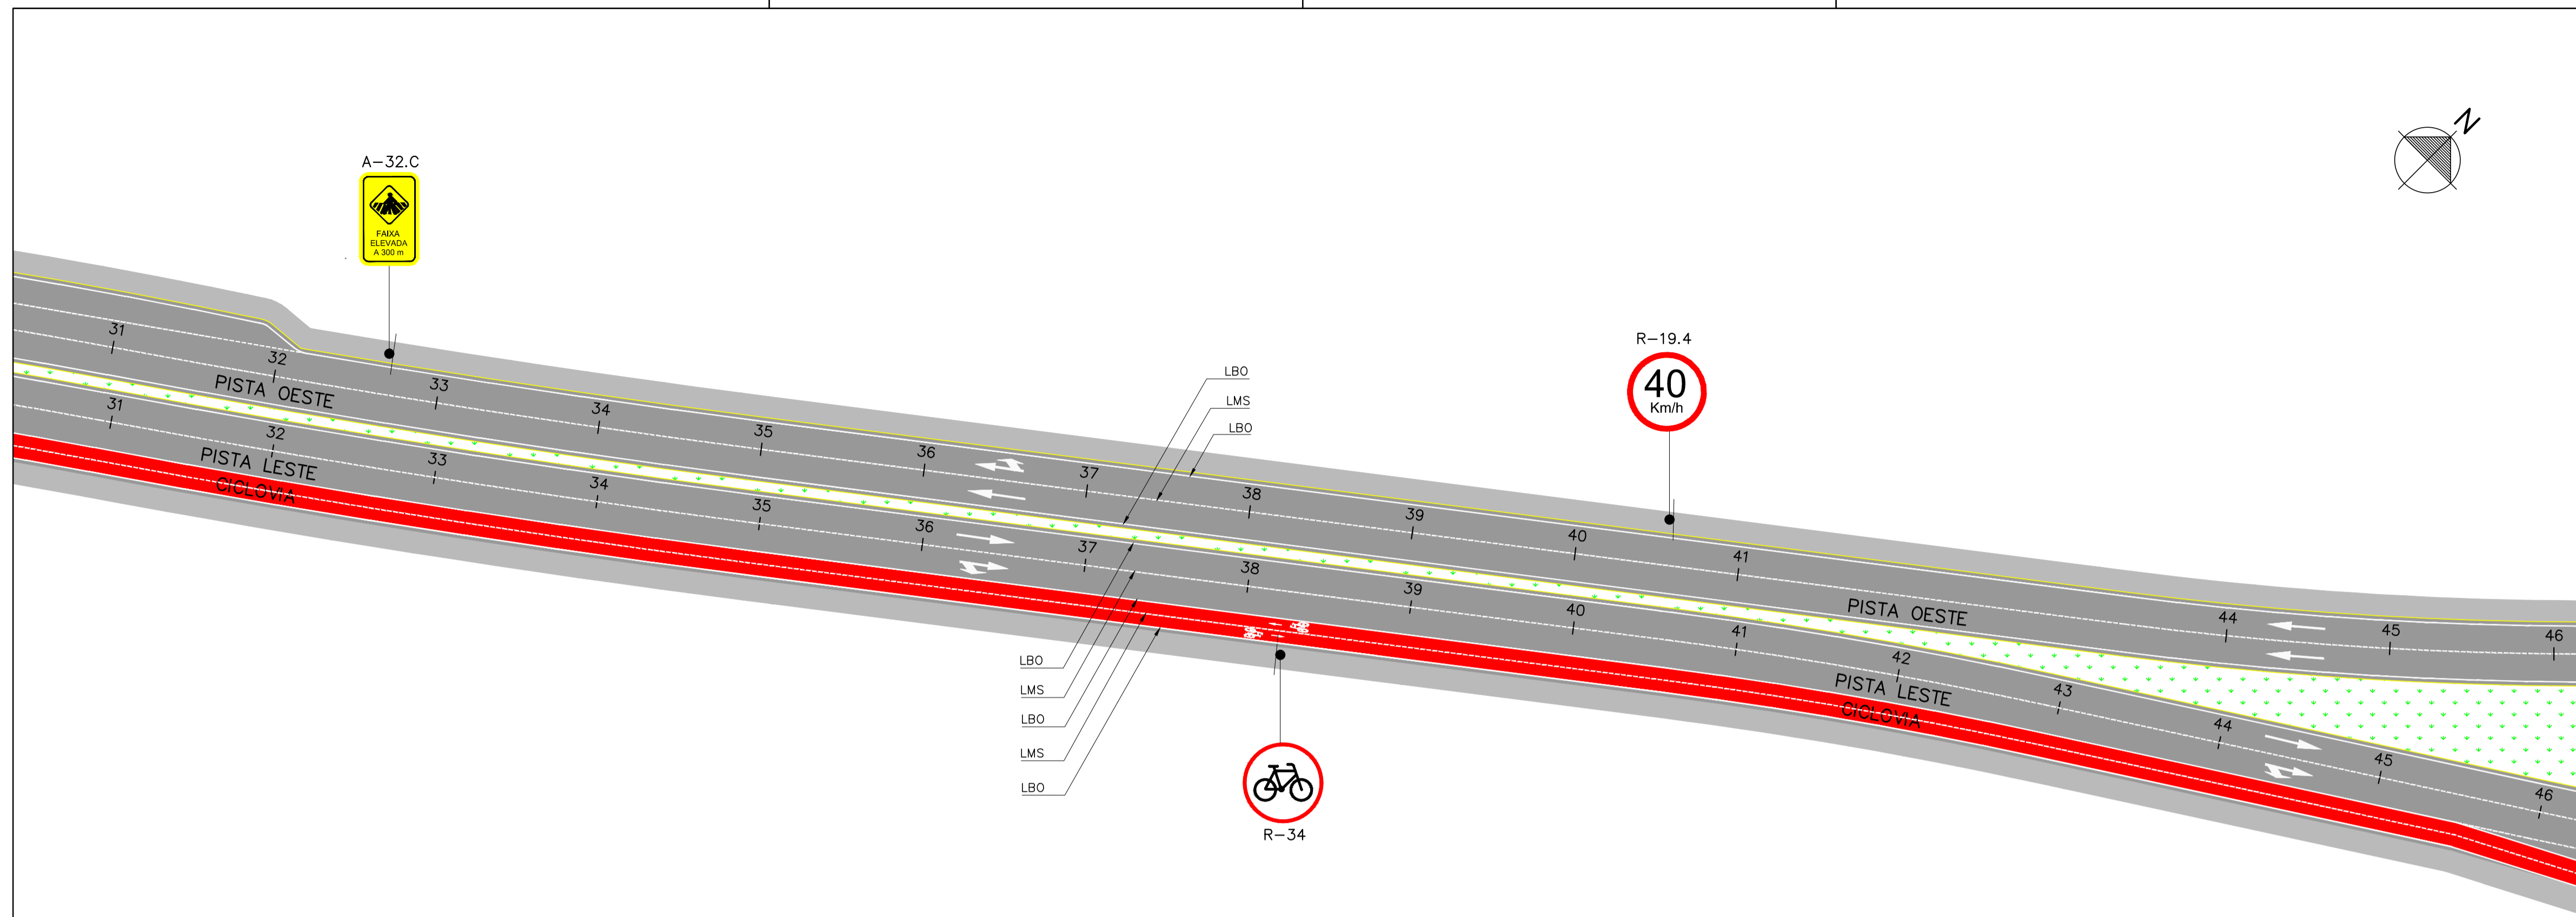 N
A-32.C
FAIXA
ELEVADA
A 300 m
R-19.4
40
Km/h
LBO
LMS
LBO
31
32
33
34
35
36
37
38
39
40
41
44
45
46
PISTA OESTE
PISTA OESTE
31
32
33
34
35
36
37
38
39
40
41
42
43
44
45
46
PISTA LESTE
PISTA LESTE
CICLOVIA
CICLOVIA
LBO
LMS
LBO
LMS
LBO
R-34